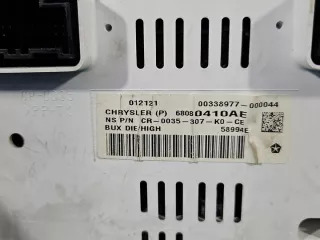 012121 00338977-000044
CHRYSLER (P) 68080410AE
NS P/N CR-0035-307-K0-CE
BUX DIE/HIGH 58994E